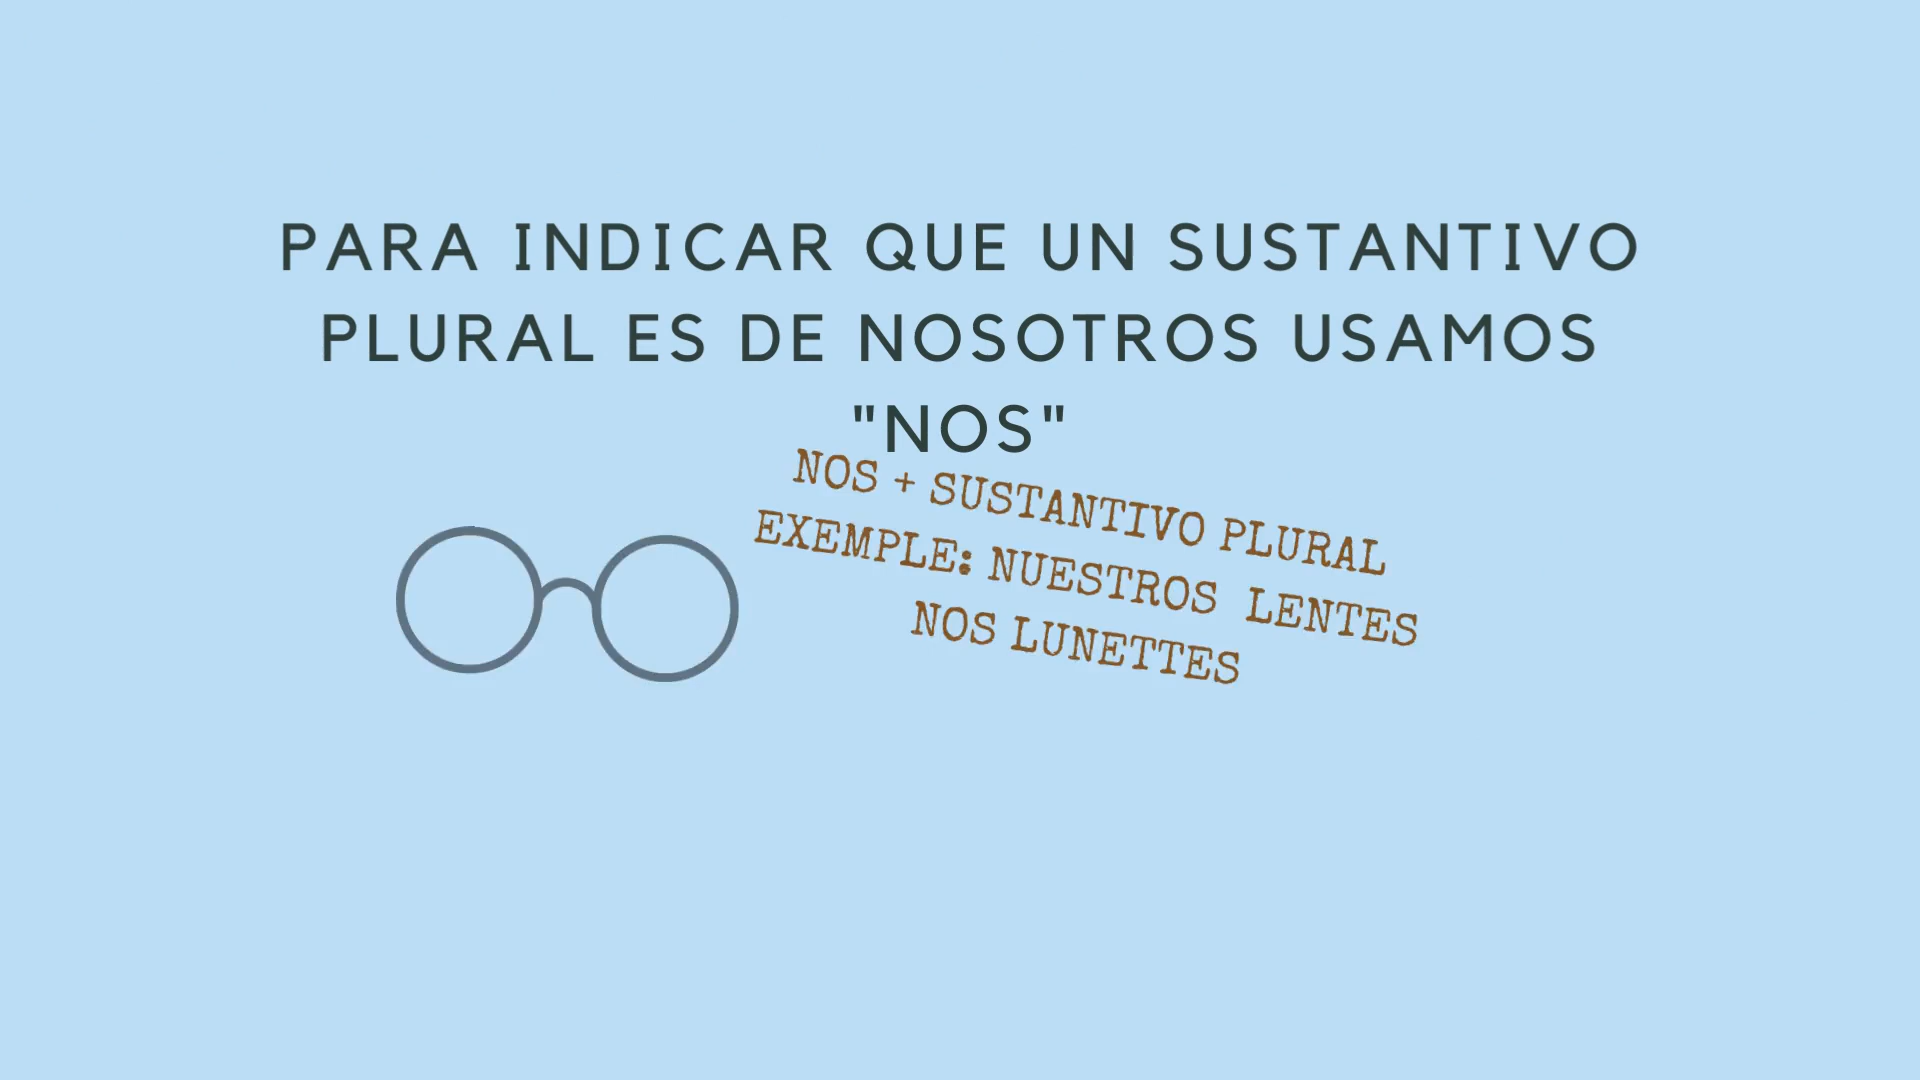 PARA INDICAR QUE UN SUSTANTIVO
PLURAL ES DE NOSOTROS USAMOS
"NOS"
NOS + SUSTANTIVO PLURAL
EXEMPLE: NUESTROS LENTES
NOS LUNETTES